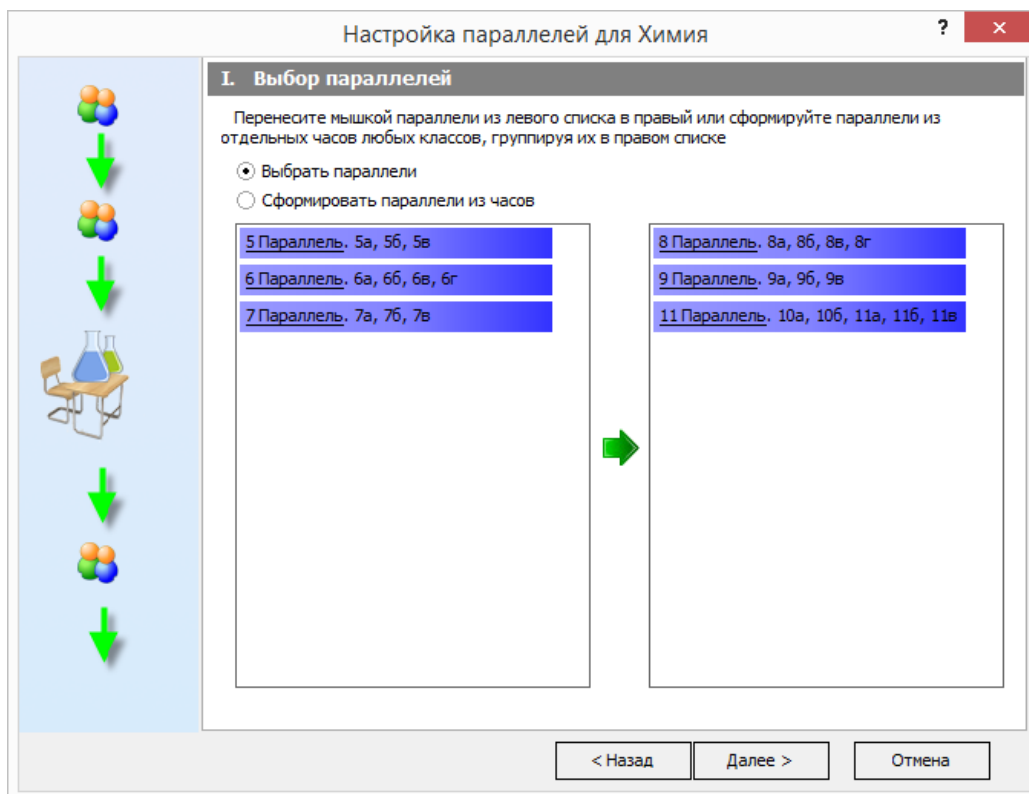 Настройка параллелей для Химия
?
×
I. Выбор параллелей
Перенесите мышкой параллели из левого списка в правый или сформируйте параллели из
отдельных часов любых классов, группируя их в правом списке
Выбрать параллели
Сформировать параллели из часов
5 Параллель. 5а, 5б, 5в
6 Параллель. 6а, 6б, 6в, 6г
7 Параллель. 7а, 7б, 7в
8 Параллель. 8а, 8б, 8в, 8г
9 Параллель. 9а, 9б, 9в
11 Параллель. 10а, 10б, 11а, 11б, 11в
< Назад
Далее >
Отмена